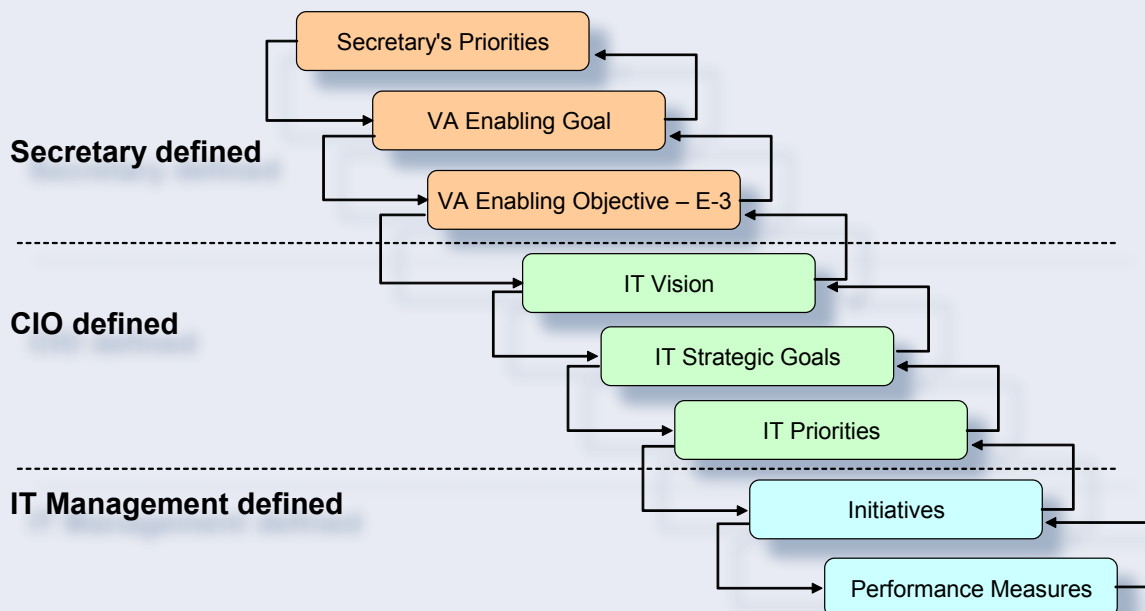 Secretary's Priorities
VA Enabling Goal
Secretary defined
VA Enabling Objective – E-3
IT Vision
CIO defined
IT Strategic Goals
IT Priorities
IT Management defined
Initiatives
Performance Measures